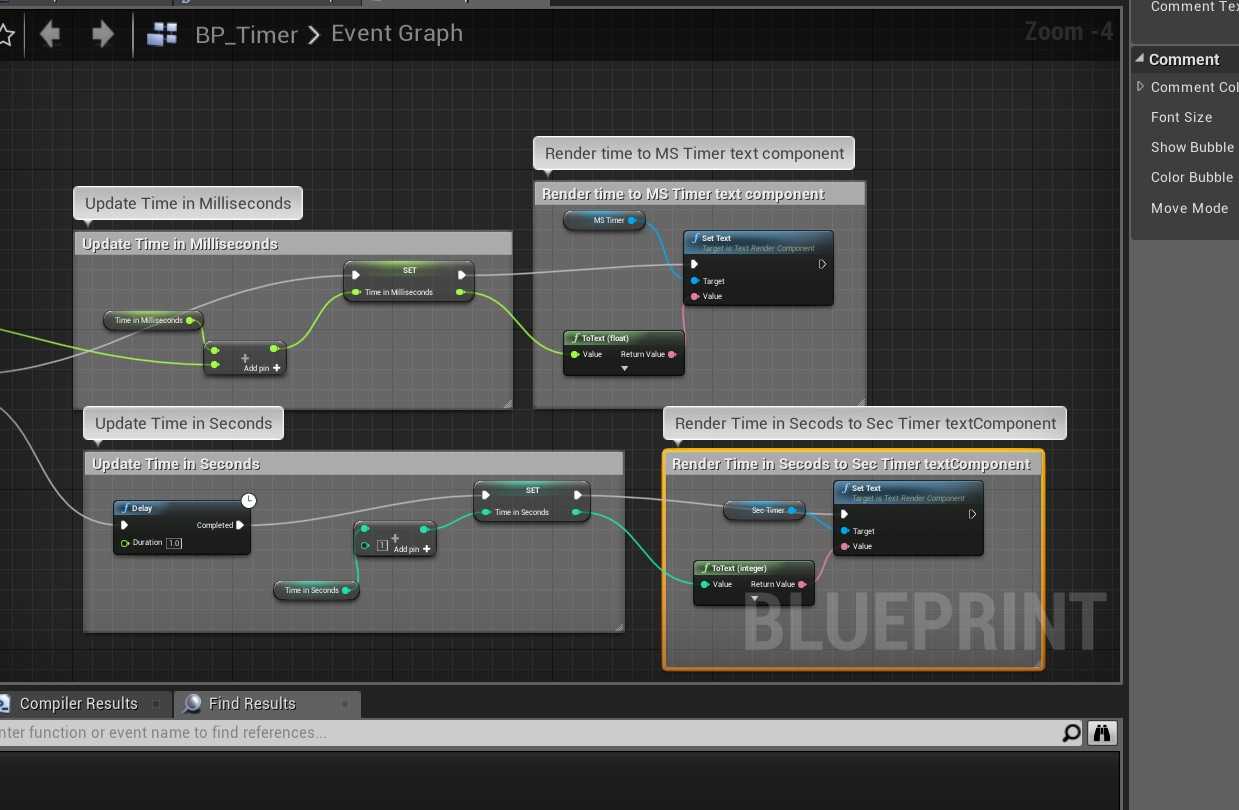 Comment Tex
BP_Timer > Event Graph
Zoom -4
Comment
Comment Col
Font Size
Show Bubble
Color Bubble
Move Mode
Render time to MS Timer text component
Render time to MS Timer text component
MS Timer
Set Text
Target is Text Render Component
Target
Value
ToText (float)
Value
Return Value
Update Time in Milliseconds
Update Time in Milliseconds
SET
Time in Milliseconds
Time in Milliseconds
Add pin +
Update Time in Seconds
Update Time in Seconds
Delay
Completed
Duration 1.0
SET
Time in Seconds
1
Add pin +
Time in Seconds
Render Time in Secods to Sec Timer textComponent
Render Time in Secods to Sec Timer textComponent
Sec Timer
Set Text
Target is Text Render Component
Target
Value
ToText (integer)
Value
Return Value
BLUEPRINT
Compiler Results
Find Results
nter function or event name to find references...